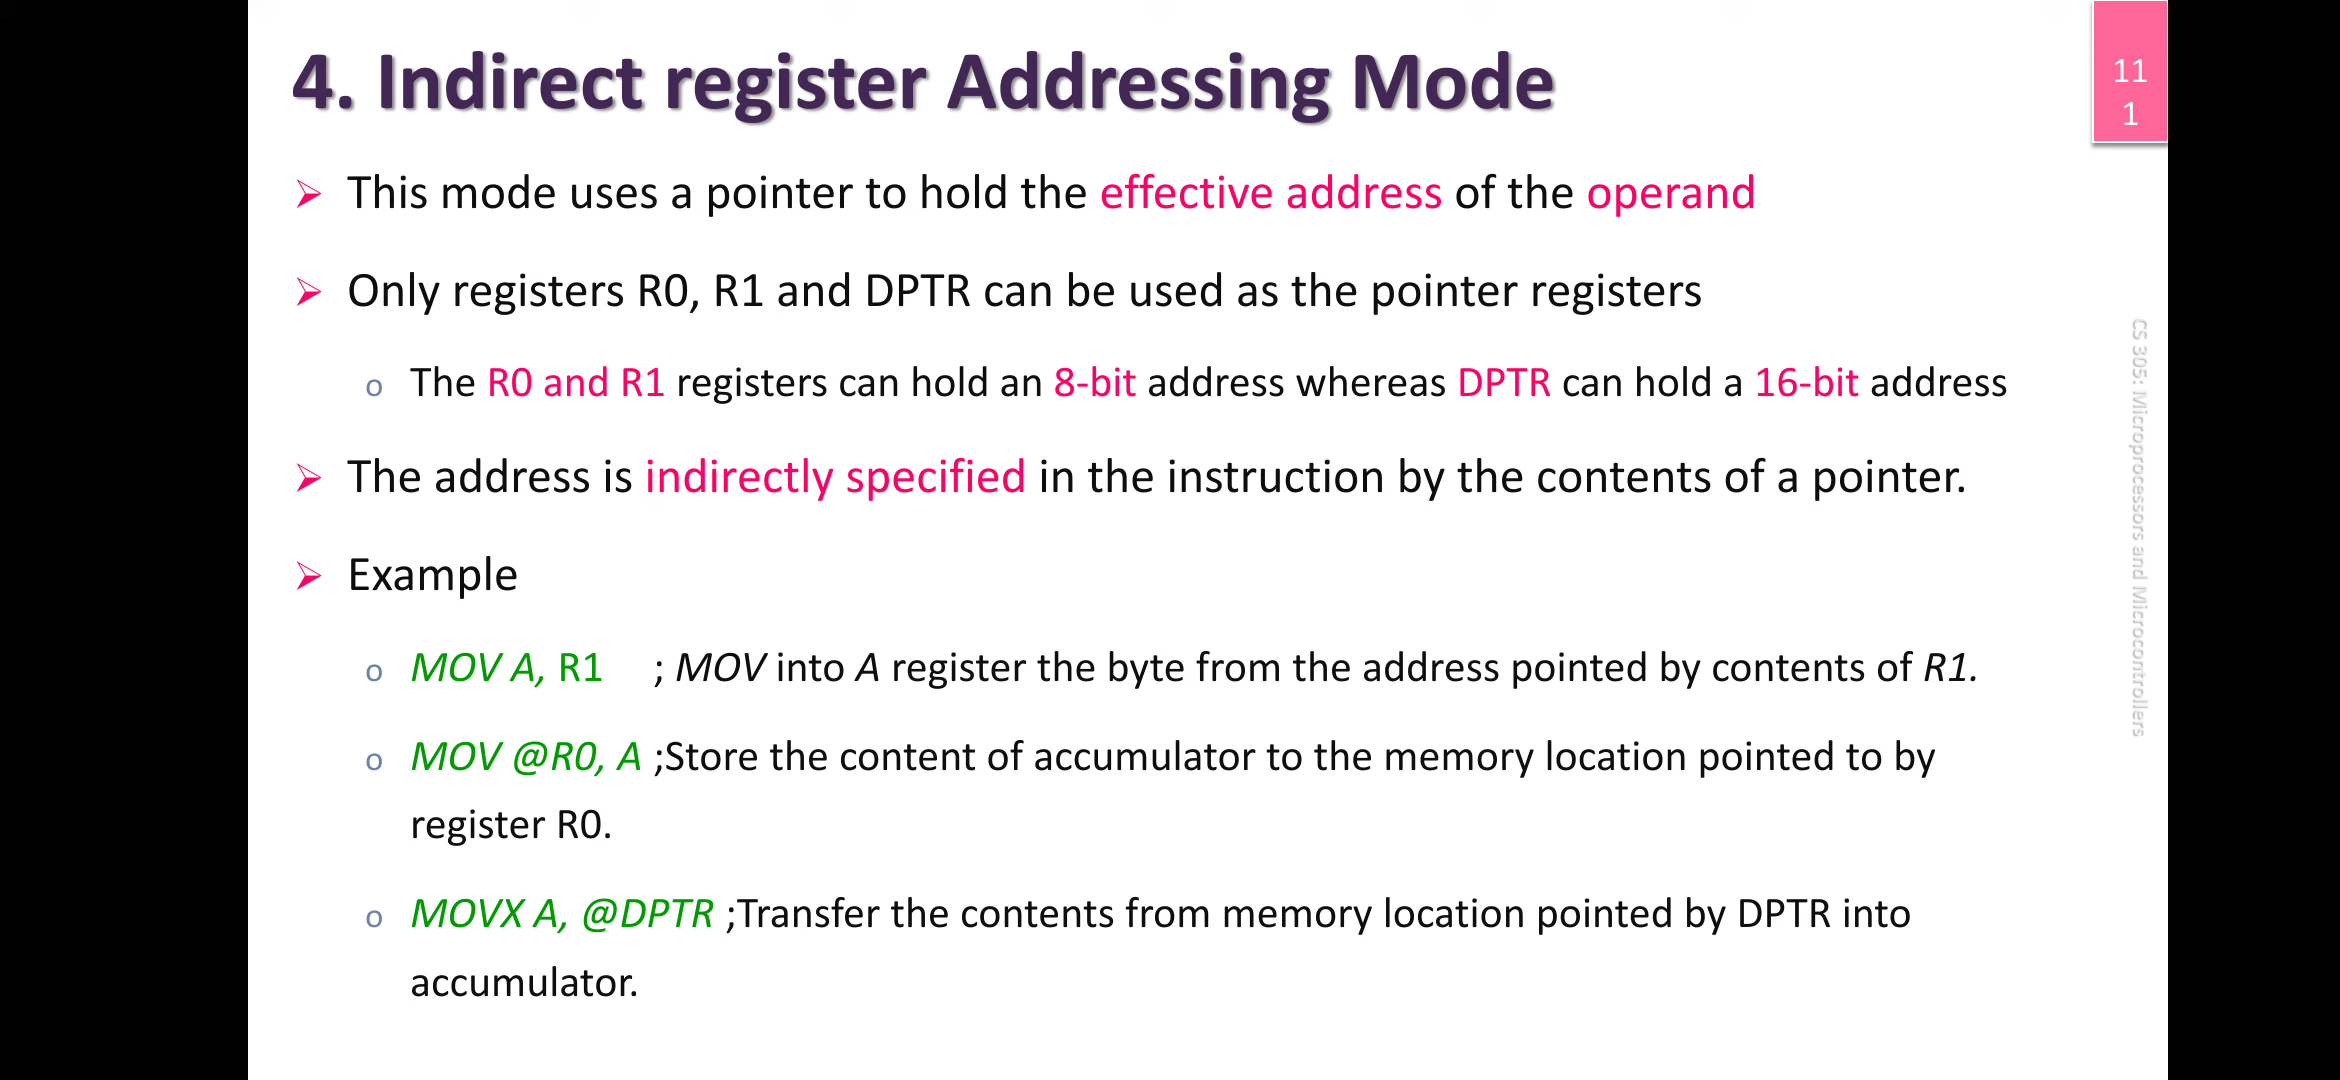 4. Indirect register Addressing Mode
11
1
➢ This mode uses a pointer to hold the effective address of the operand
➢ Only registers R0, R1 and DPTR can be used as the pointer registers
o The R0 and R1 registers can hold an 8-bit address whereas DPTR can hold a 16-bit address
➢ The address is indirectly specified in the instruction by the contents of a pointer.
➢ Example
o MOV A, R1 ; MOV into A register the byte from the address pointed by contents of R1.
o MOV @R0, A ;Store the content of accumulator to the memory location pointed to by
register R0.
o MOVX A, @DPTR ;Transfer the contents from memory location pointed by DPTR into
accumulator.
CS 305: Microprocessors and Microcontrollers